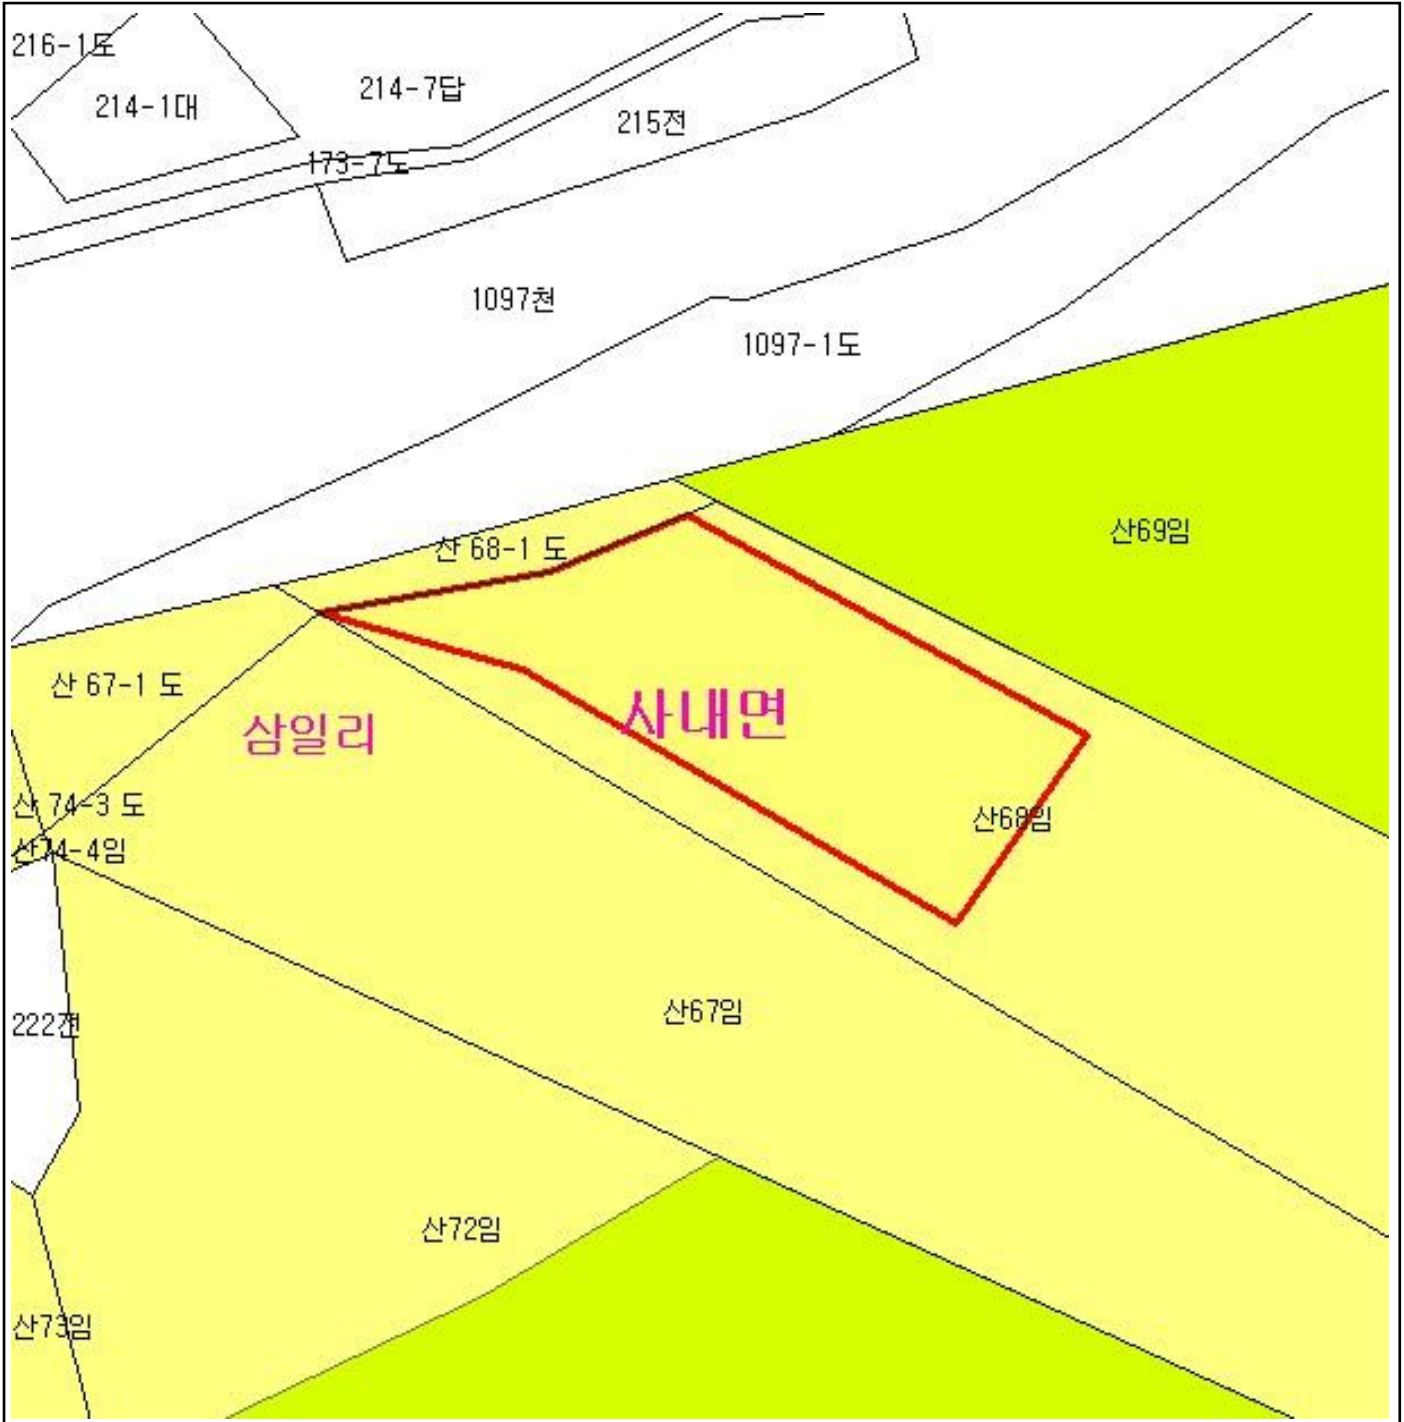 216-1도
214-1대
214-7답
215전
173-7도
1097천
1097-1도
산69임
산 68-1 도
산 67-1 도
삼일리
사내면
산 74-3 도
산68임
산74-4임
산67임
222전
산72임
산73임